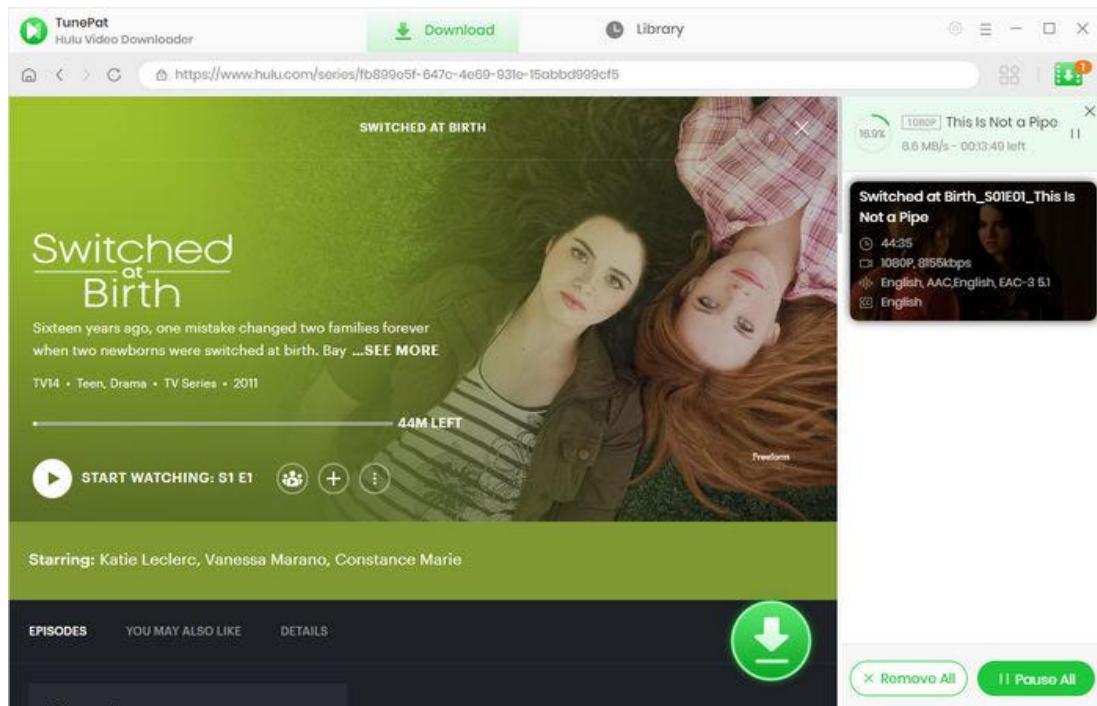 TunePat
Hulu Video Downloader
Download
Library
https://www.hulu.com/series/fb899e5f-647c-4e69-931e-15abbd999cf5
1
SWITCHED AT BIRTH
Switched
at
Birth
Sixteen years ago, one mistake changed two families forever
when two newborns were switched at birth. Bay ...SEE MORE
TV14 • Teen, Drama • TV Series • 2011
44M LEFT
Freeform
START WATCHING: S1 E1
Starring: Katie Leclerc, Vanessa Marano, Constance Marie
EPISODES YOU MAY ALSO LIKE DETAILS
16.9%
1080P This Is Not a Pipe
6.6 MB/s - 00:13:49 left
Switched at Birth_S01E01_This Is
Not a Pipe
44:35
1080P, 8155kbps
English, AAC,English, EAC-3 5.1
CC English
Remove All
Pause All